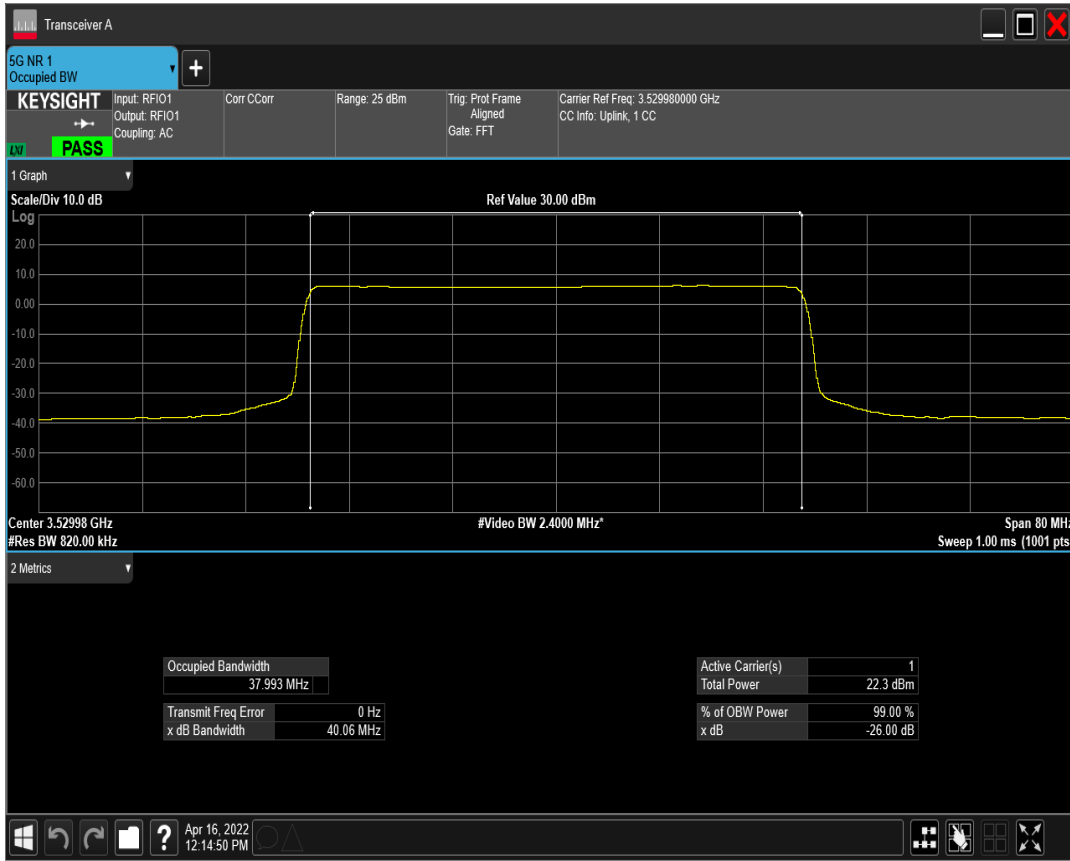 Transceiver A
5G NR 1
Occupied BW
+
KEYSIGHT
LXI
PASS
Input: RFIO1
Output: RFIO1
Coupling: AC
Corr CCorr
Range: 25 dBm
Trig: Prot Frame
Aligned
Gate: FFT
Carrier Ref Freq: 3.529980000 GHz
CC Info: Uplink, 1 CC
1 Graph
Scale/Div 10.0 dB
Ref Value 30.00 dBm
Log
20.0
10.0
0.00
-10.0
-20.0
-30.0
-40.0
-50.0
-60.0
Center 3.52998 GHz
#Video BW 2.4000 MHz*
Span 80 MHz
#Res BW 820.00 kHz
Sweep 1.00 ms (1001 pts
2 Metrics
Occupied Bandwidth
37.993 MHz
Transmit Freq Error 0 Hz
x dB Bandwidth 40.06 MHz
Active Carrier(s) 1
Total Power 22.3 dBm
% of OBW Power 99.00 %
x dB -26.00 dB
?
Apr 16, 2022
12:14:50 PM